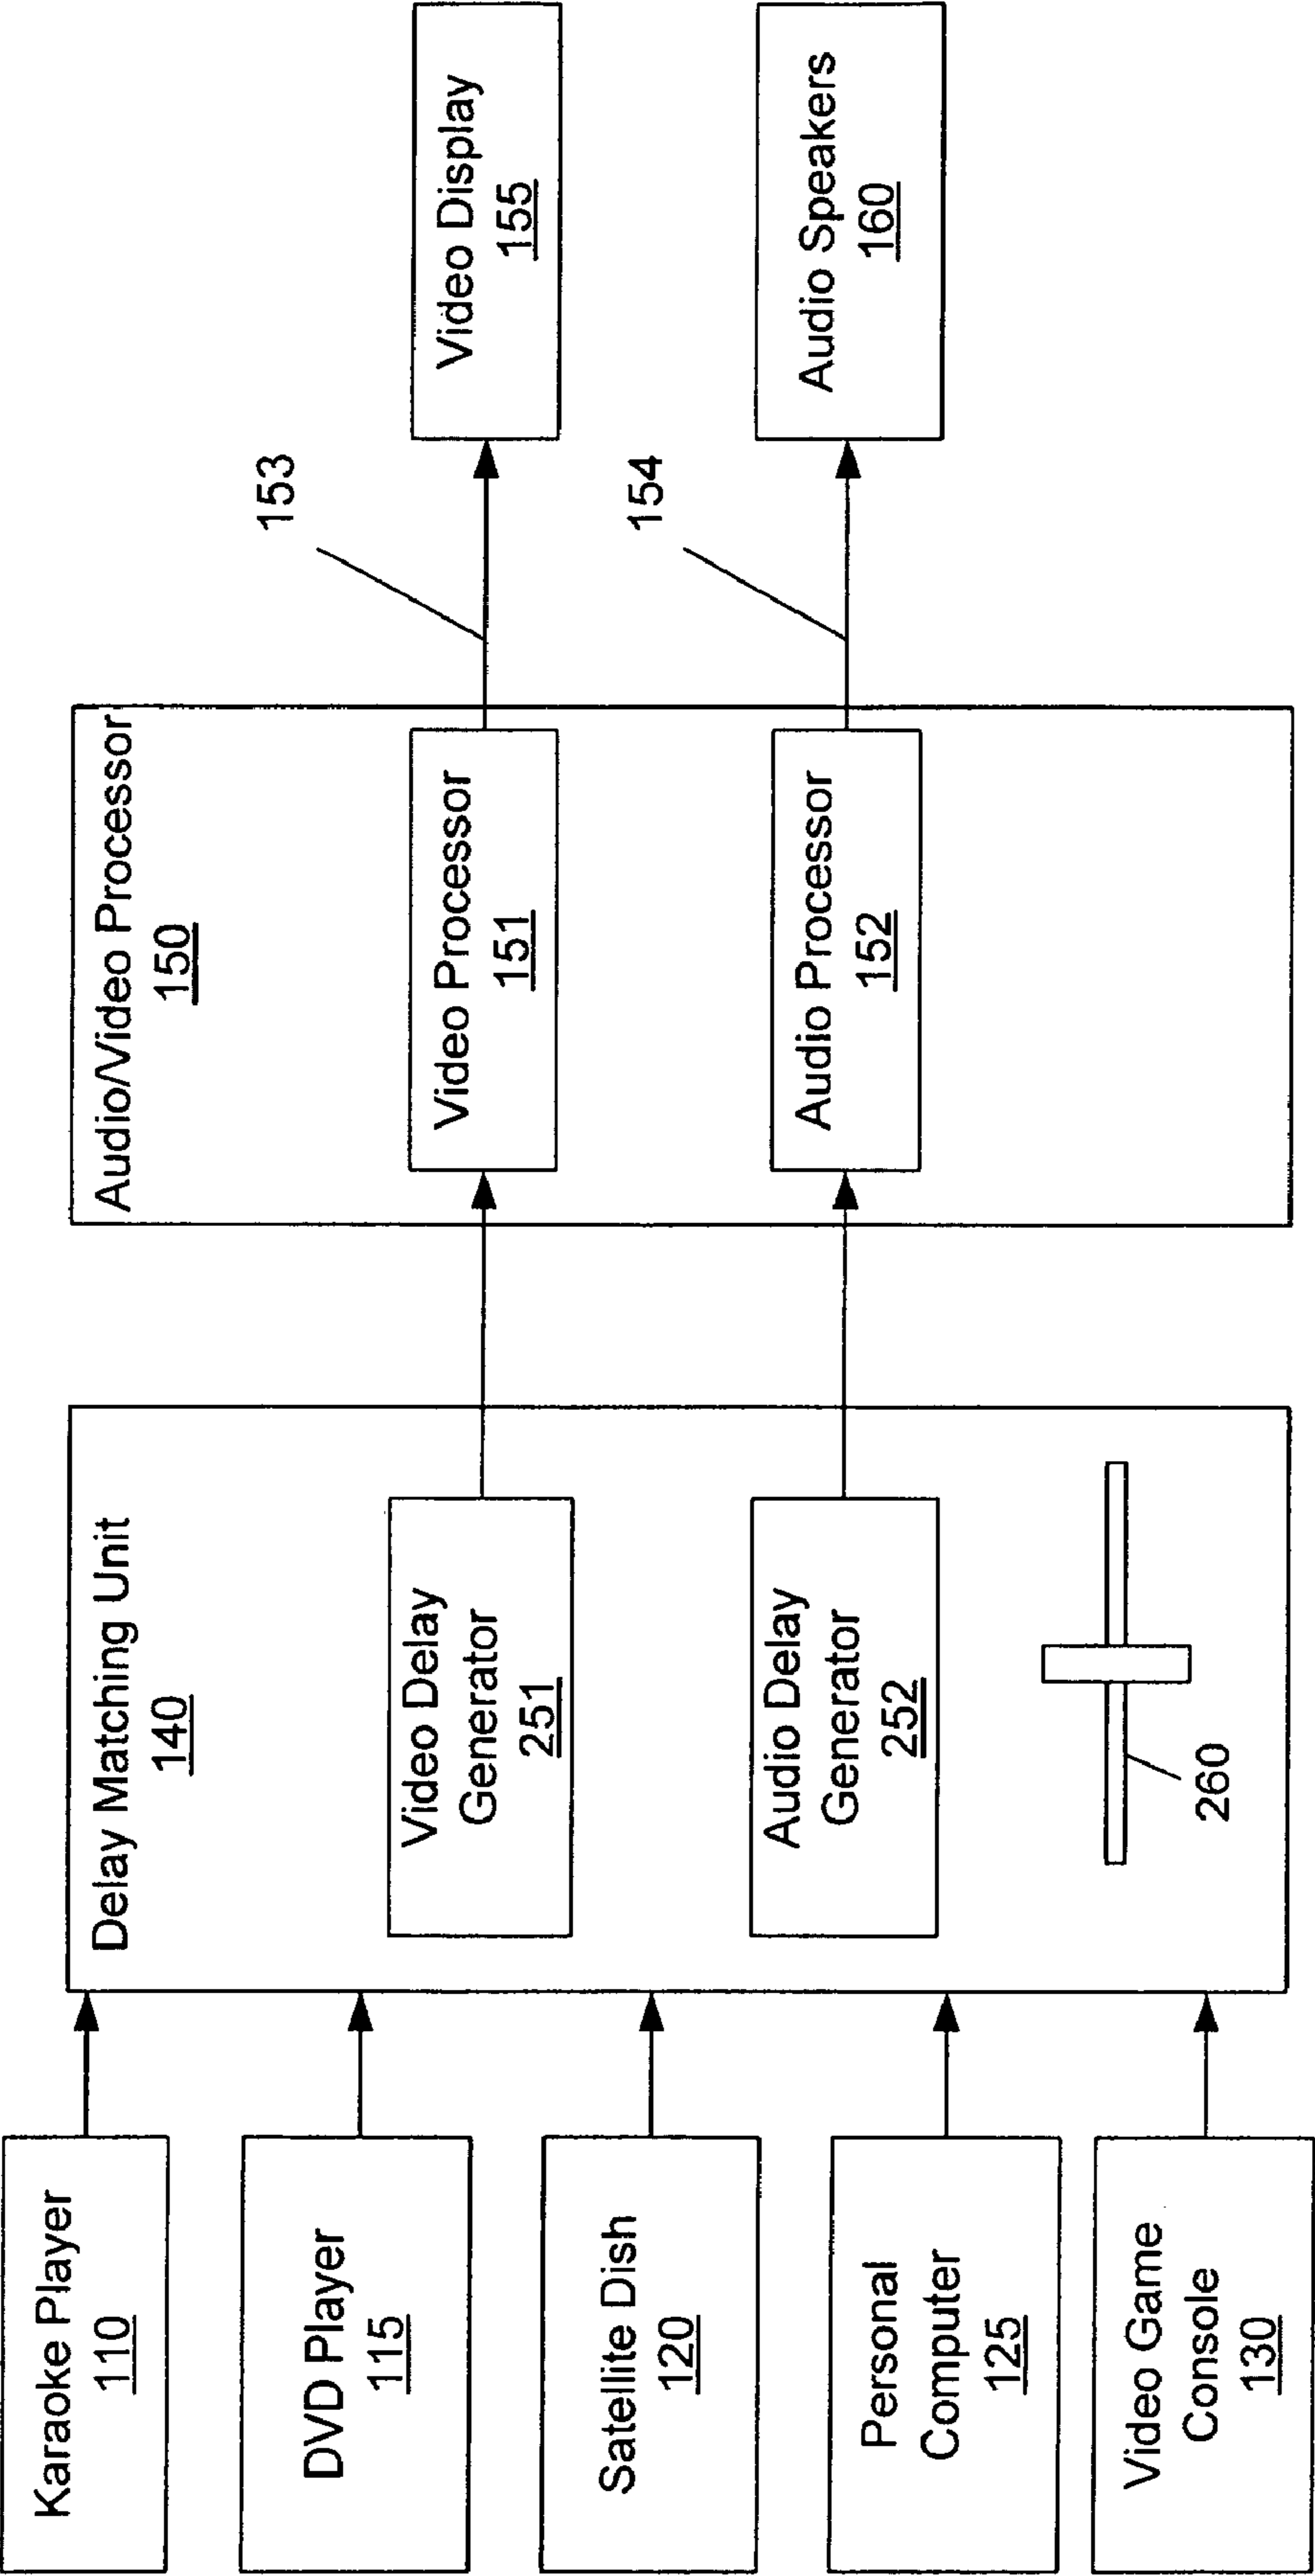 Karaoke Player
110
DVD Player
115
Satellite Dish
120
Personal
Computer
125
Video Game
Console
130
Delay Matching Unit
140
Video Delay
Generator
251
Audio Delay
Generator
252
260
Audio/Video Processor
150
Video Processor
151
Audio Processor
152
153
154
Video Display
155
Audio Speakers
160